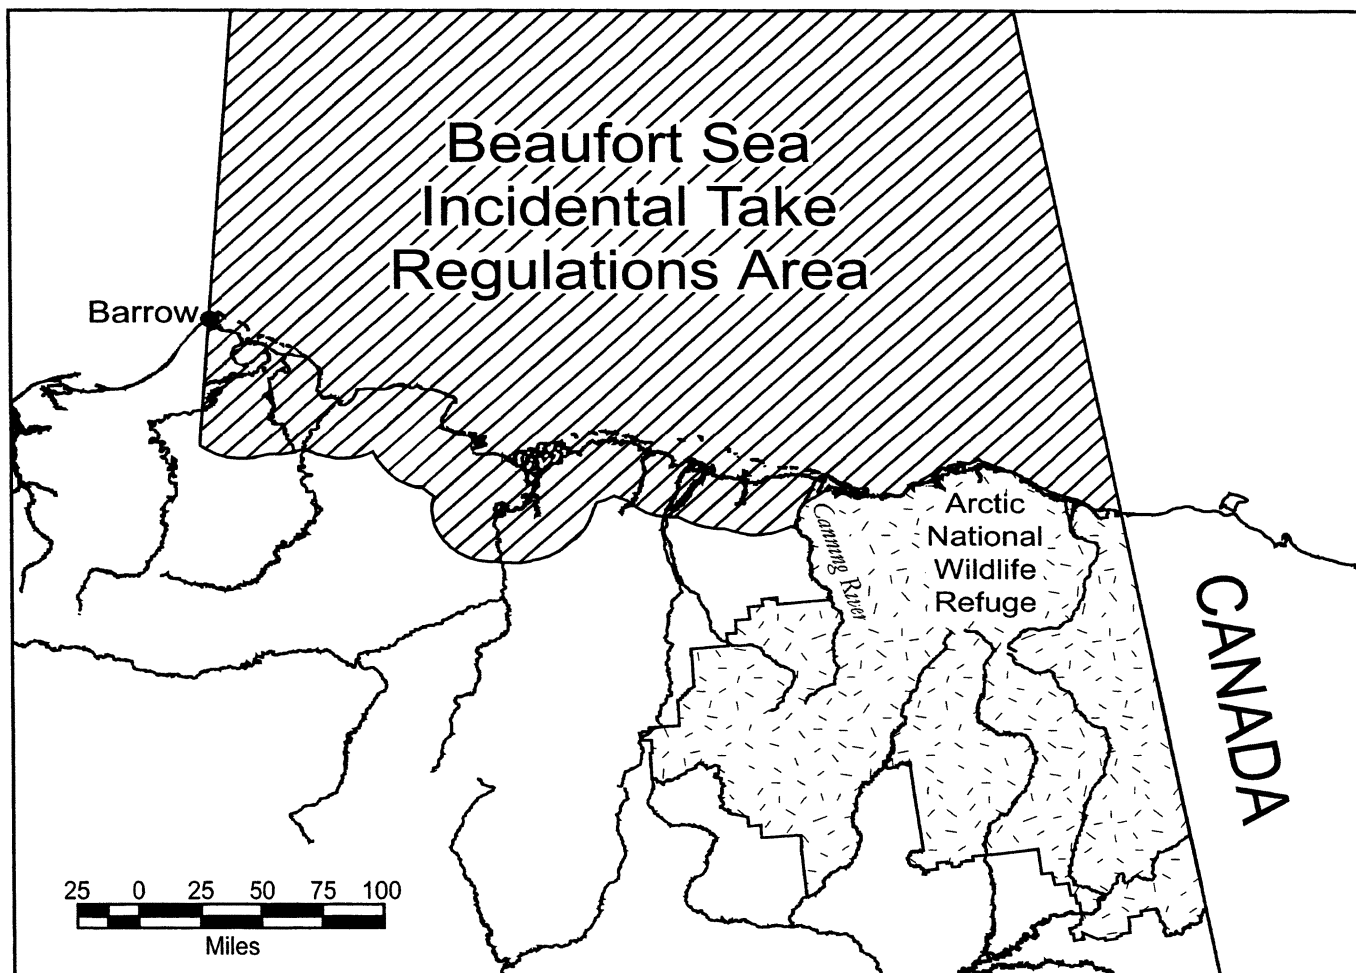 Beaufort Sea
Incidental Take
Regulations Area
Barrow
Arctic
National
Wildlife
Refuge
Canning River
CANADA
25 0 25 50 75 100
Miles